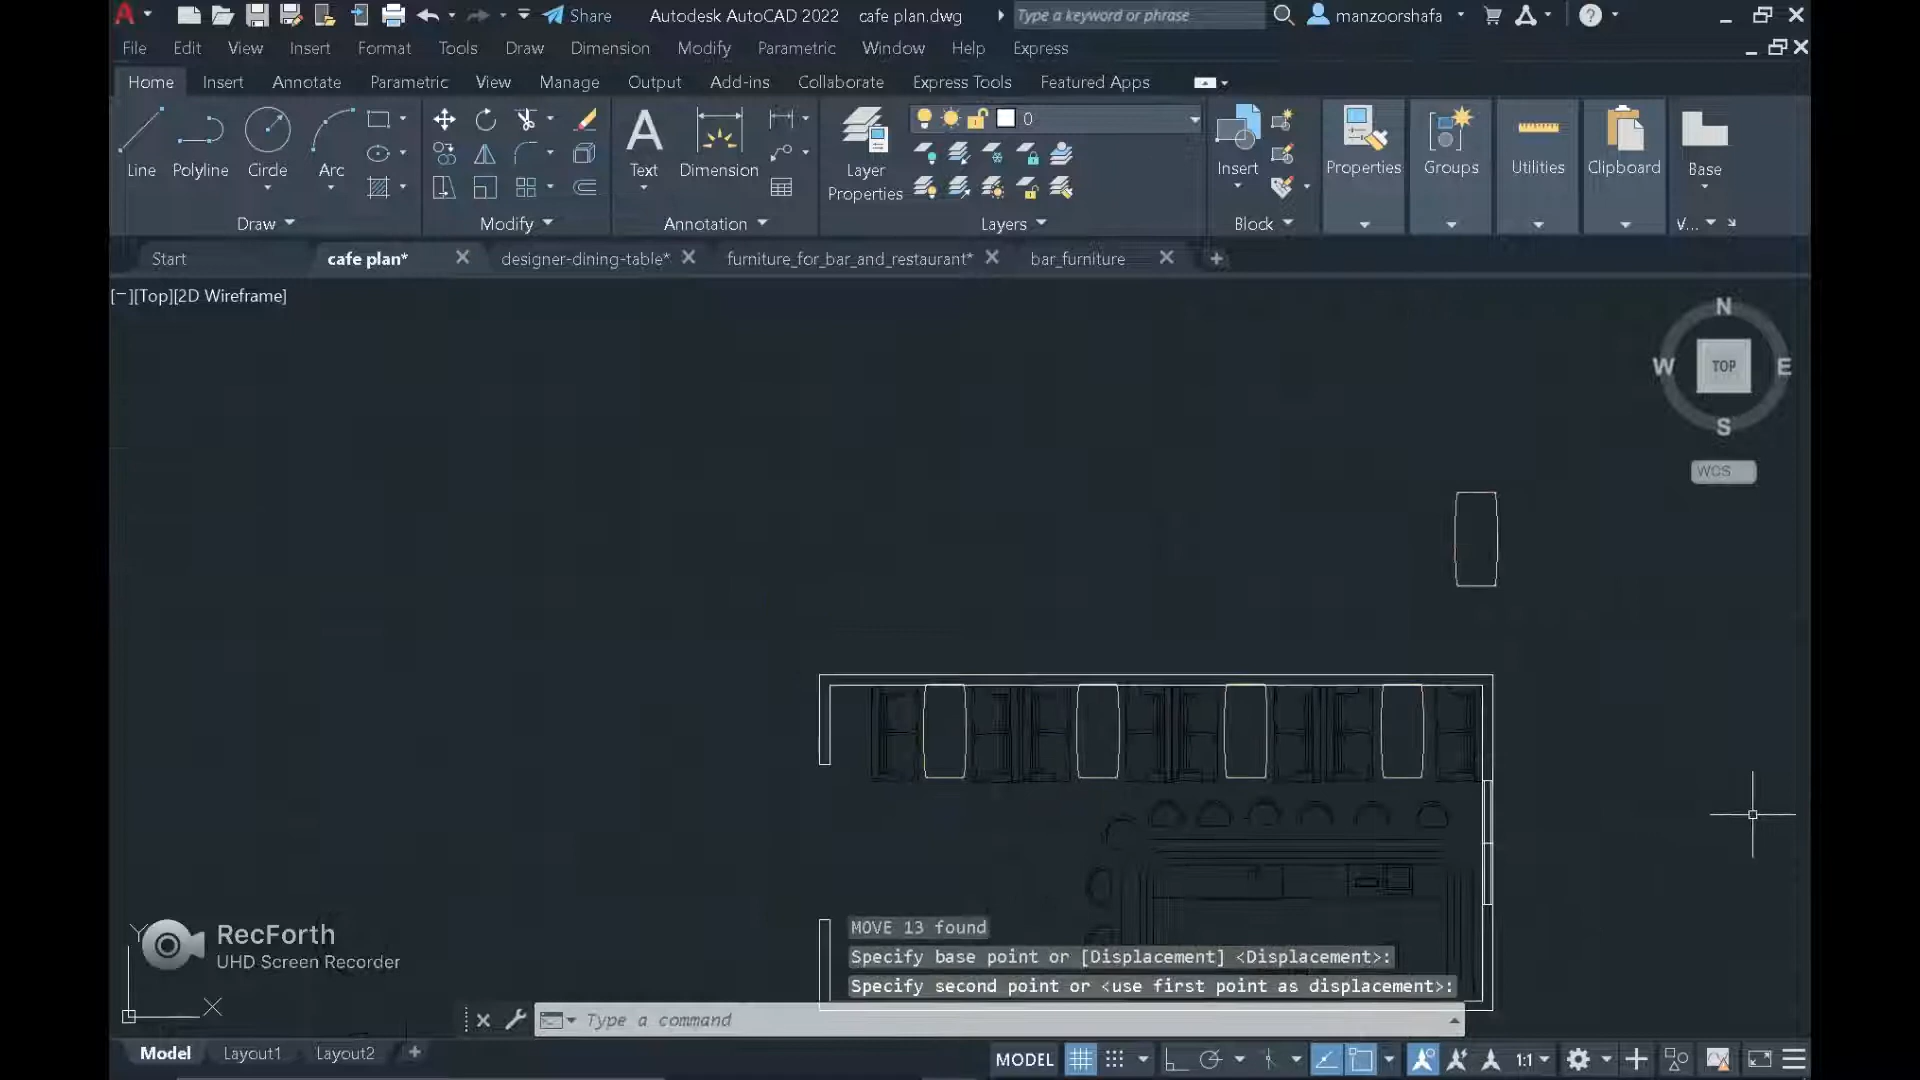 Share Autodesk AutoCAD 2022 cafe plan.dwg Type a keyword or phrase manzoorshafa
File Edit View Insert Format Tools Draw Dimension Modify Parametric Window Help Express
Home Insert Annotate Parametric View Manage Output Add-ins Collaborate Express Tools Featured Apps
0
Line Polyline Circle Arc Text Dimension Layer Properties Insert Properties Groups Utilities Clipboard Base
Draw Modify Annotation Layers Block V...
Start cafe plan* designer-dining-table* furniture_for_bar_and_restaurant* bar_furniture
[−][Top][2D Wireframe]
N
W TOP E
S
WCS
MOVE 13 found
Specify base point or [Displacement] <Displacement>:
Specify second point or <use first point as displacement>:
RecForth
UHD Screen Recorder
Y
X
Type a command
Model Layout1 Layout2
MODEL 1:1